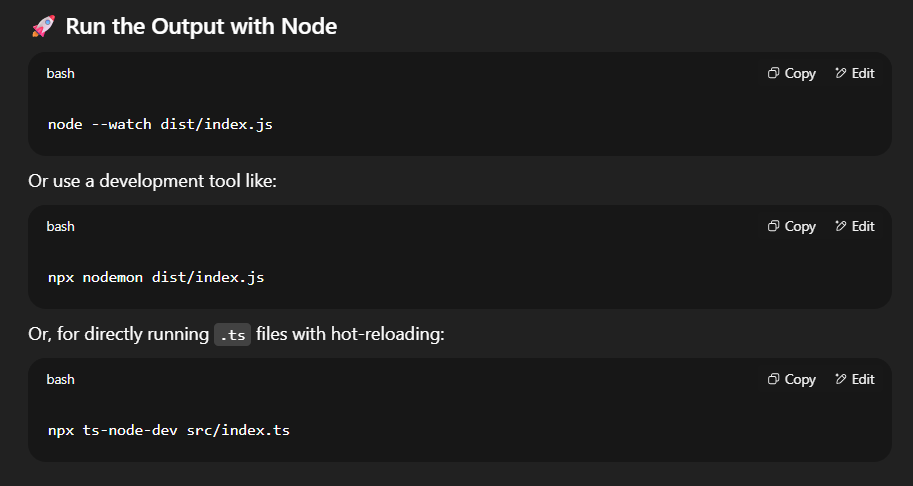 🚀 Run the Output with Node
bash Copy Edit
node --watch dist/index.js
Or use a development tool like:
bash Copy Edit
npx nodemon dist/index.js
Or, for directly running .ts files with hot-reloading:
bash Copy Edit
npx ts-node-dev src/index.ts